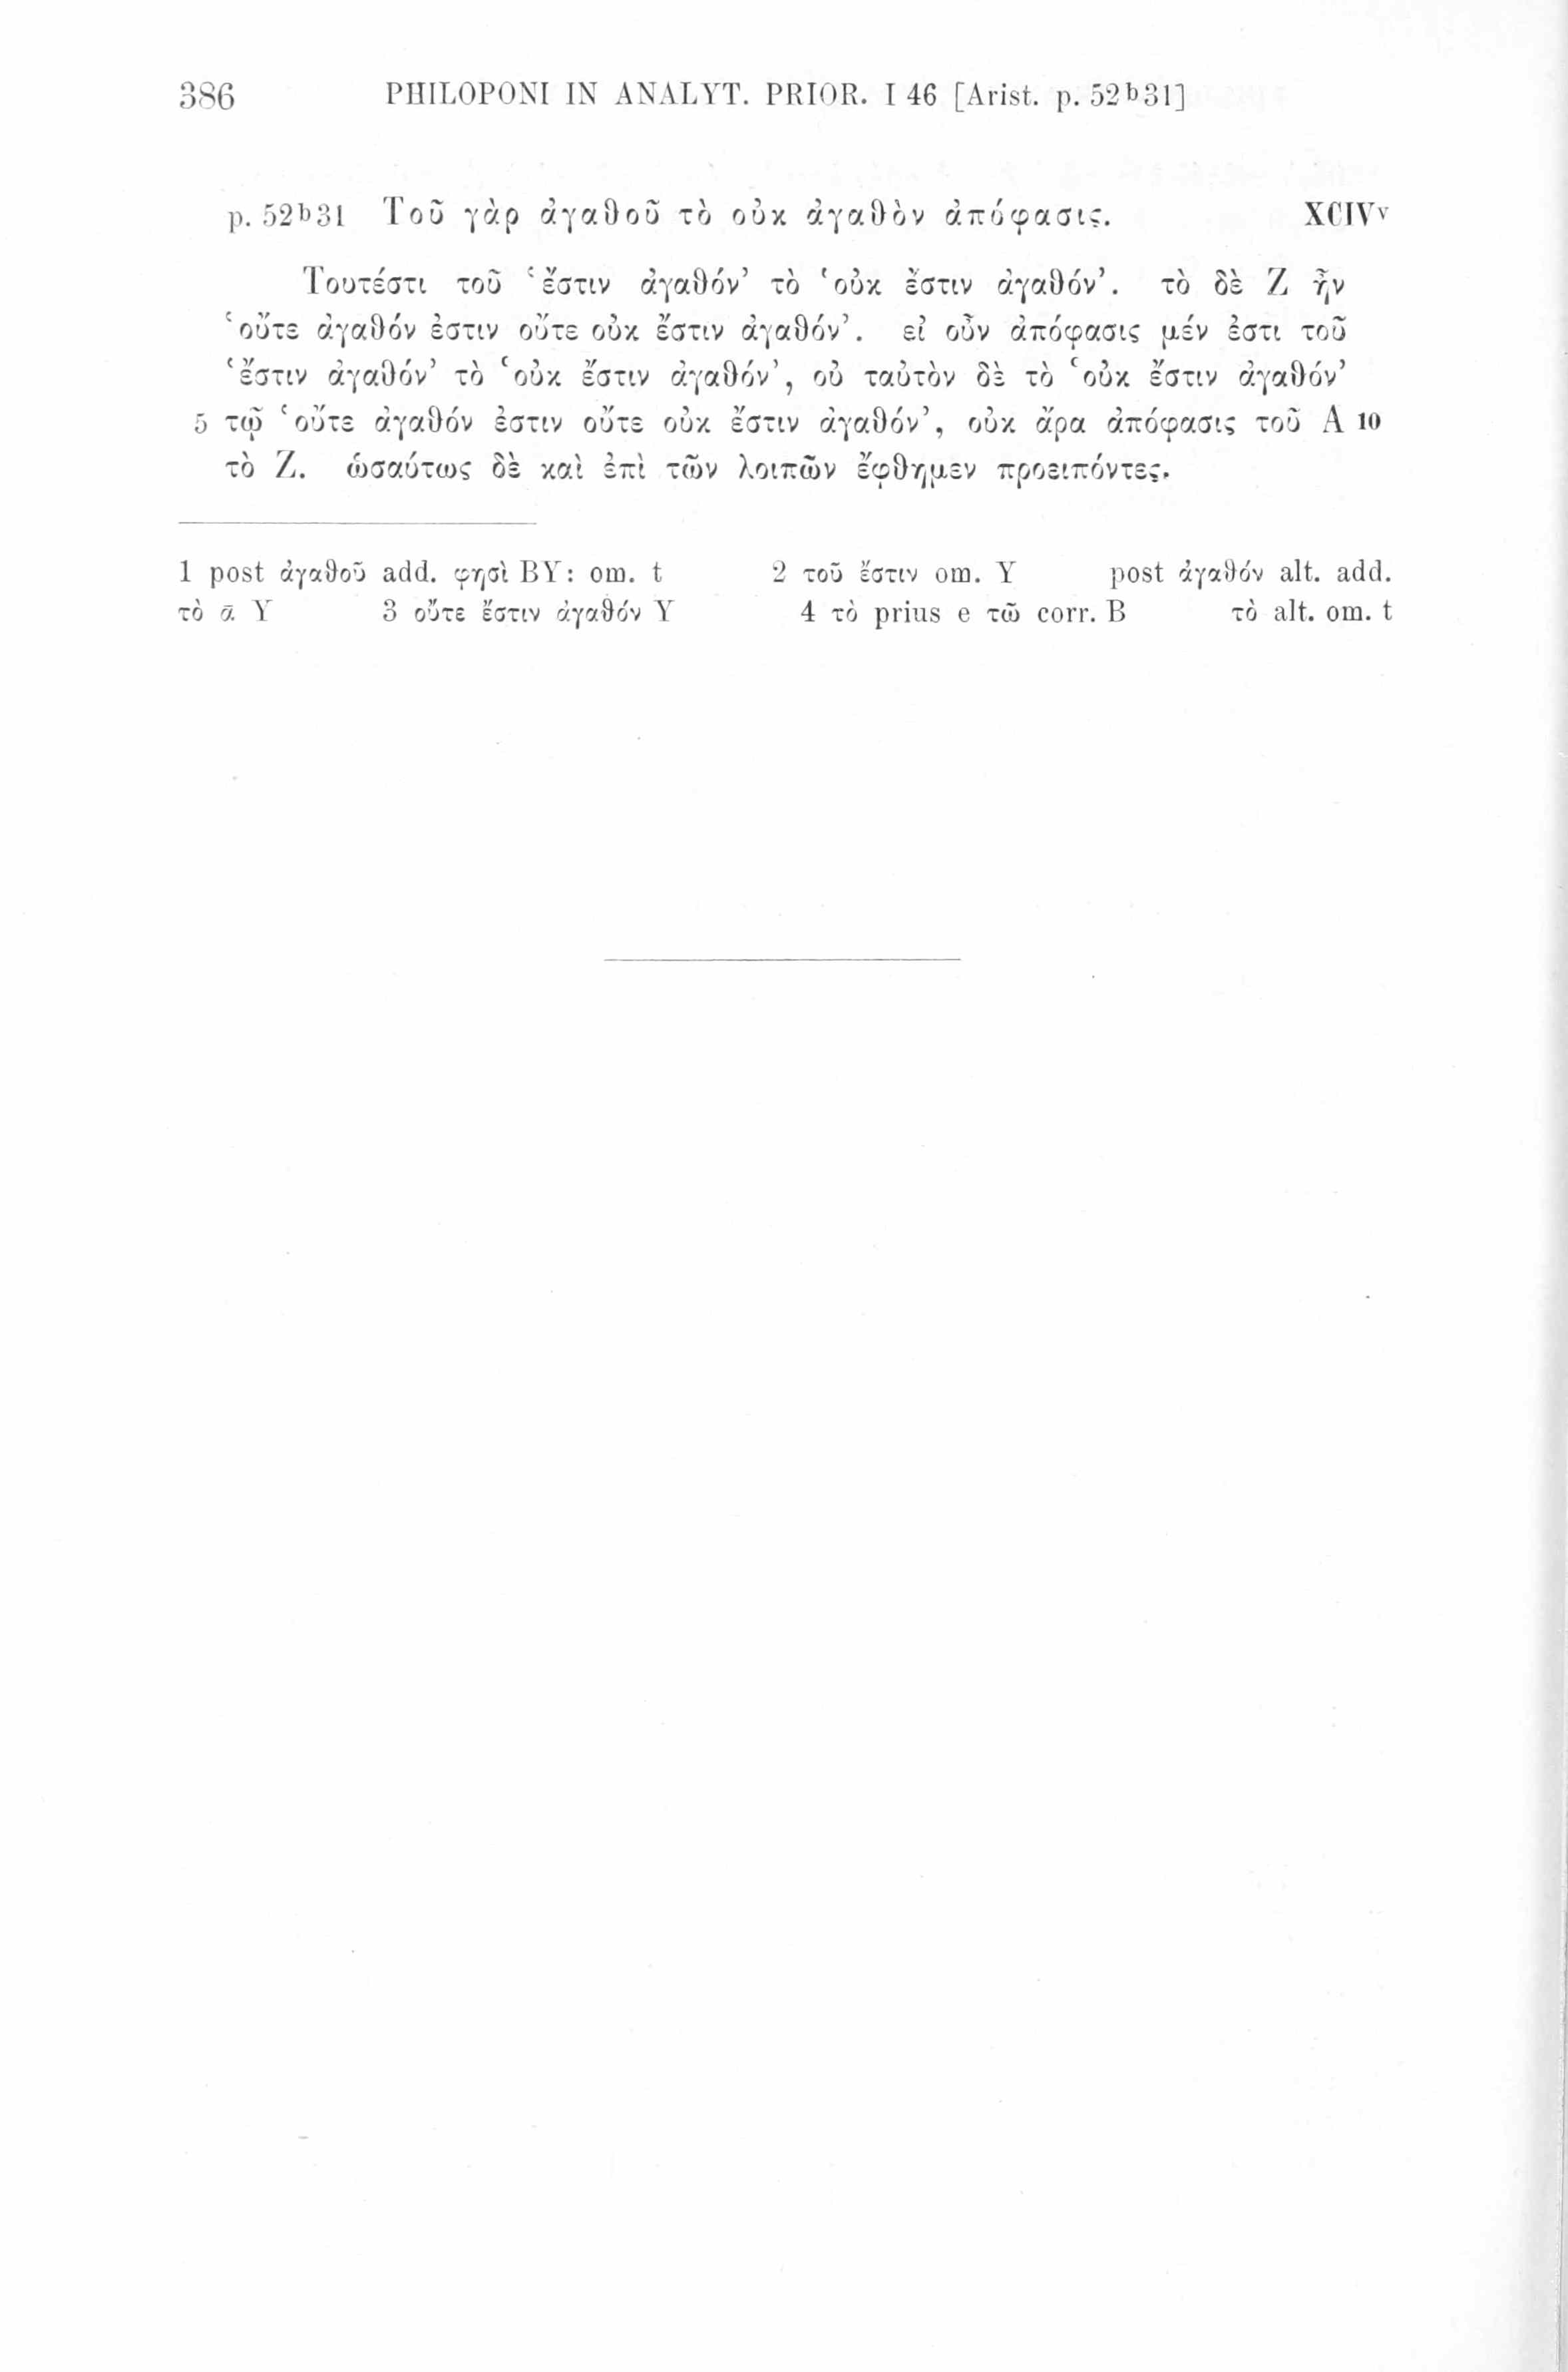 386 PHILOPONI IN ANALYT. PRIOR. I 46 [Arist. p. 52ᵇ31]
p. 52ᵇ31 Τοῦ γὰρ ἀγαθοῦ τὸ οὐκ ἀγαθὸν ἀπόφασις. XCIVᵛ
Τουτέστι τοῦ ‘ἔστιν ἀγαθόν’ τὸ ‘οὐκ ἔστιν ἀγαθόν’. τὸ δὲ Ζ ἦν
‘οὔτε ἀγαθόν ἐστιν οὔτε οὐκ ἔστιν ἀγαθόν’. εἰ οὖν ἀπόφασις μέν ἐστι τοῦ
‘ἔστιν ἀγαθόν’ τὸ ‘οὐκ ἔστιν ἀγαθόν’, οὐ ταὐτὸν δὲ τὸ ‘οὐκ ἔστιν ἀγαθόν’
5 τῷ ‘οὔτε ἀγαθόν ἐστιν οὔτε οὐκ ἔστιν ἀγαθόν’, οὐκ ἄρα ἀπόφασις τοῦ Α 10
τὸ Ζ. ὡσαύτως δὲ καὶ ἐπὶ τῶν λοιπῶν ἔφθημεν προειπόντες.
1 post ἀγαθοῦ add. φησὶ BY: om. t 2 τοῦ ἔστιν om. Y post ἀγαθόν alt. add.
τὸ ᾱ Y 3 οὔτε ἔστιν ἀγαθόν Y 4 τὸ prius e τῶ corr. B τὸ alt. om. t